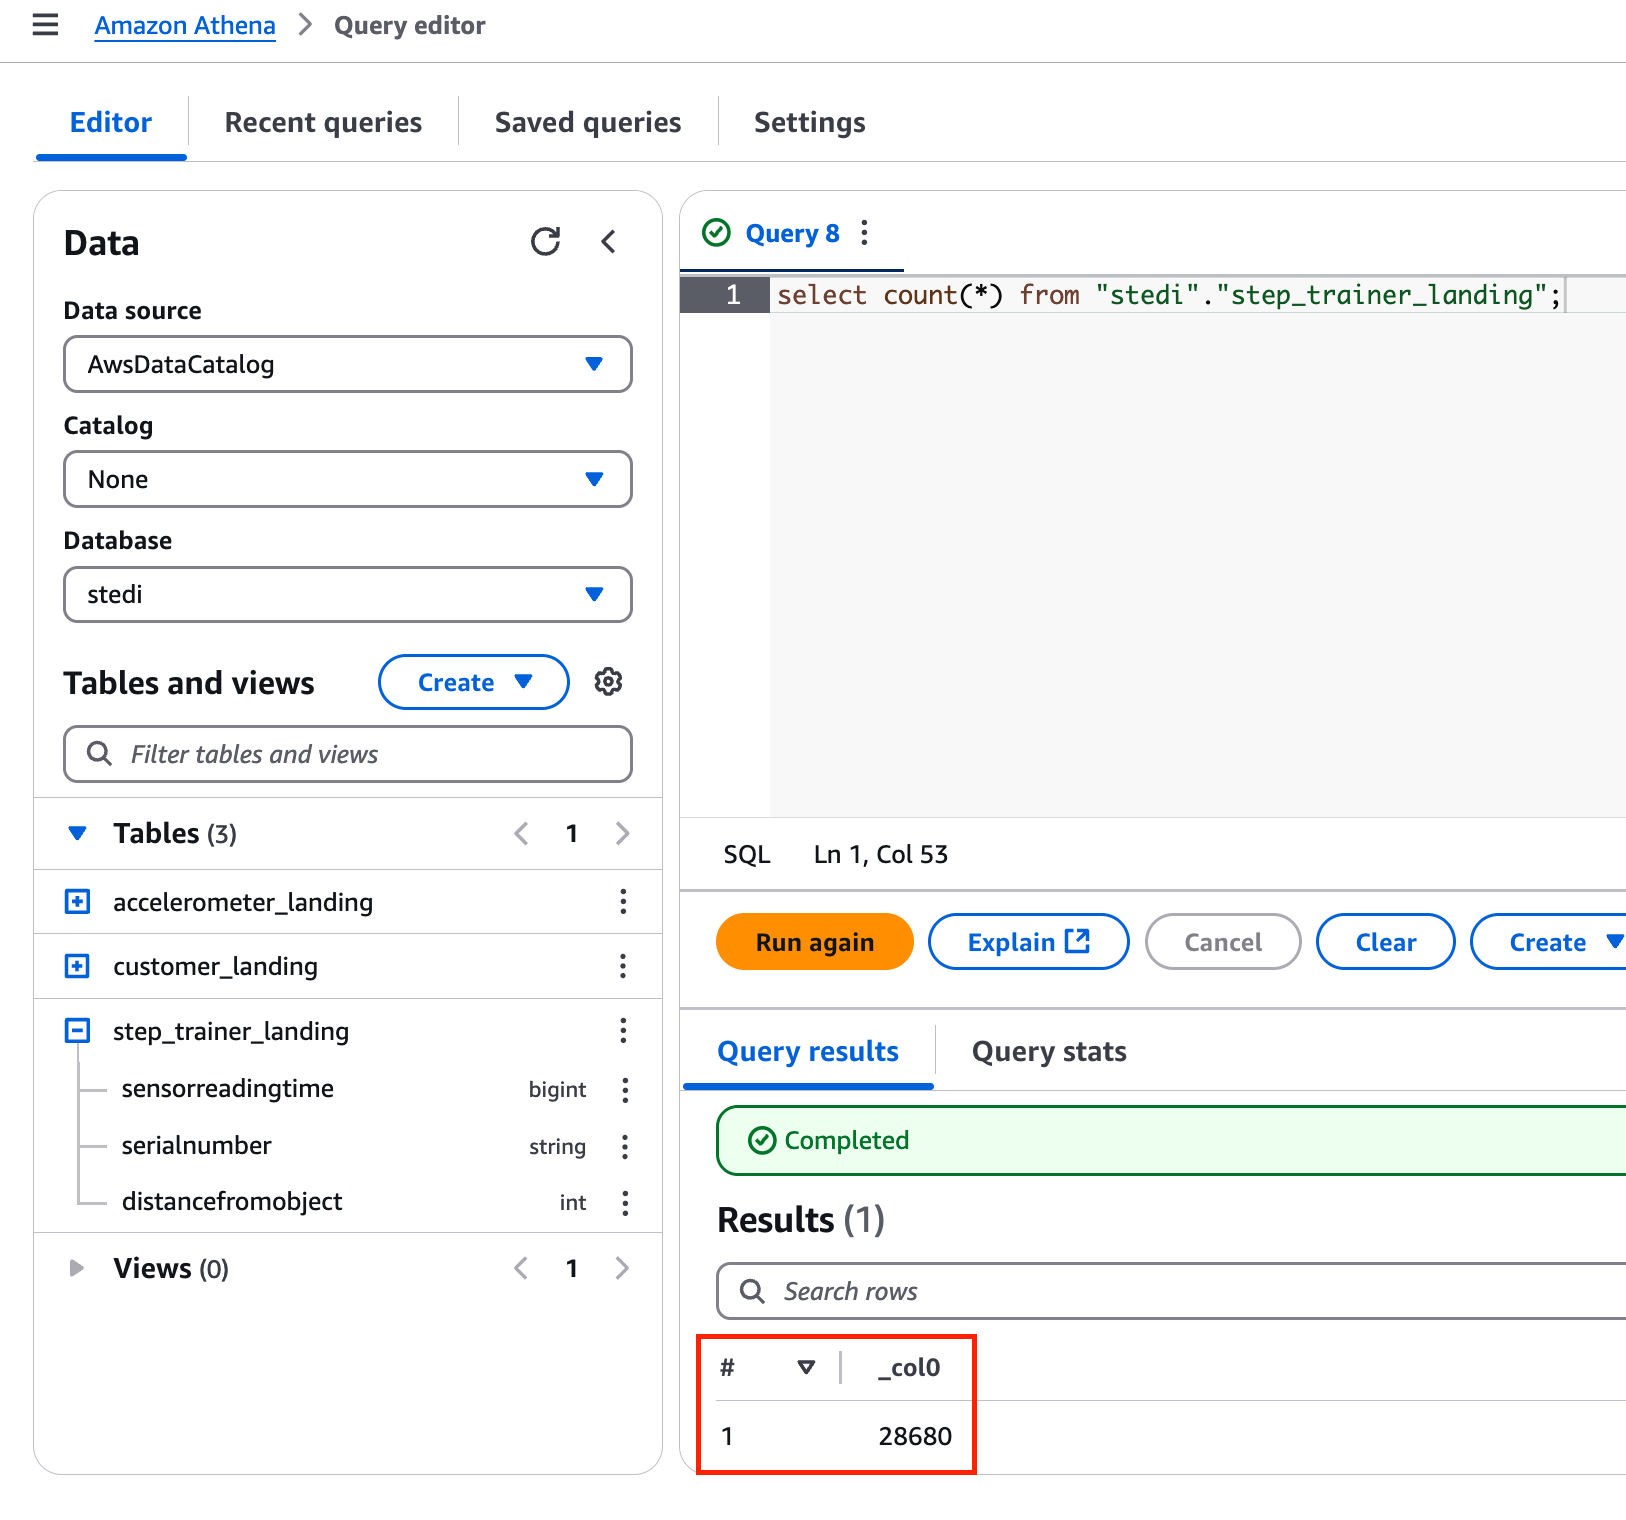 Amazon Athena > Query editor
Editor
Recent queries
Saved queries
Settings
Data
Data source
AwsDataCatalog
Catalog
None
Database
stedi
Tables and views
Create
Filter tables and views
Tables (3)
1
accelerometer_landing
customer_landing
step_trainer_landing
sensorreadingtime bigint
serialnumber string
distancefromobject int
Views (0)
1
Query 8
1 select count(*) from "stedi"."step_trainer_landing";
SQL Ln 1, Col 53
Run again
Explain
Cancel
Clear
Create
Query results
Query stats
Completed
Results (1)
Search rows
# _col0
1 28680